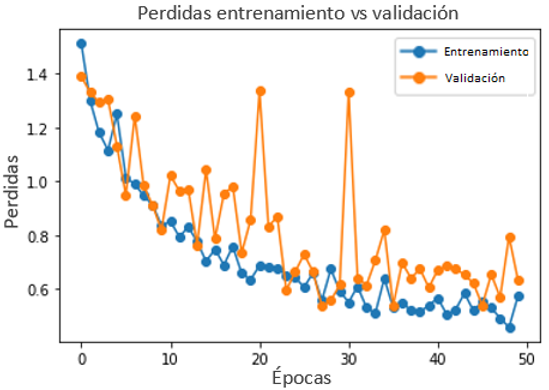 Perdidas entrenamiento vs validación
Entrenamiento
Validación
Perdidas
1.4
1.2
1.0
0.8
0.6
0 10 20 30 40 50
Épocas